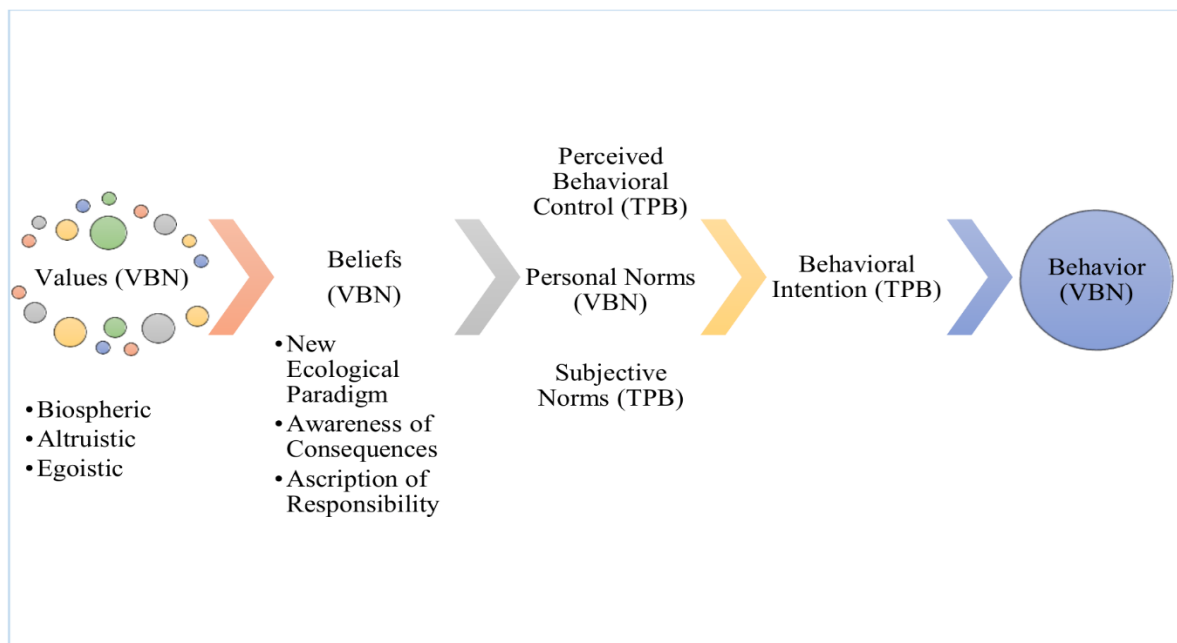 Values (VBN)
• Biospheric
• Altruistic
• Egoistic
Beliefs
(VBN)
• New
Ecological
Paradigm
• Awareness of
Consequences
• Ascription of
Responsibility
Perceived
Behavioral
Control (TPB)
Personal Norms
(VBN)
Subjective
Norms (TPB)
Behavioral
Intention (TPB)
Behavior
(VBN)